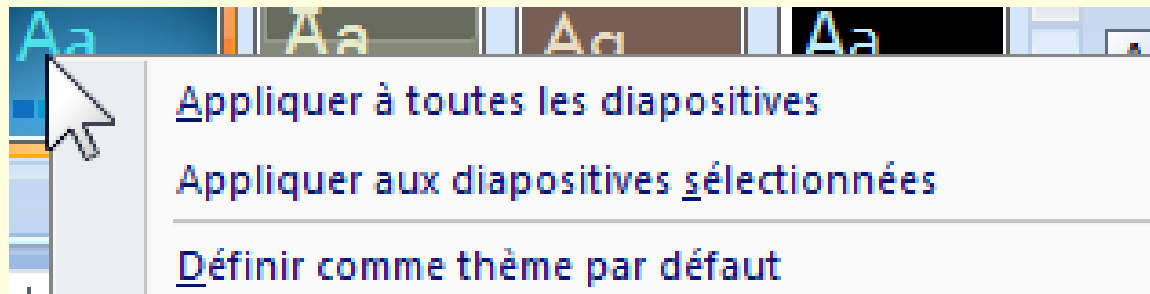 Aa Aa Aa Aa
Appliquer à toutes les diapositives
Appliquer aux diapositives sélectionnées
Définir comme thème par défaut